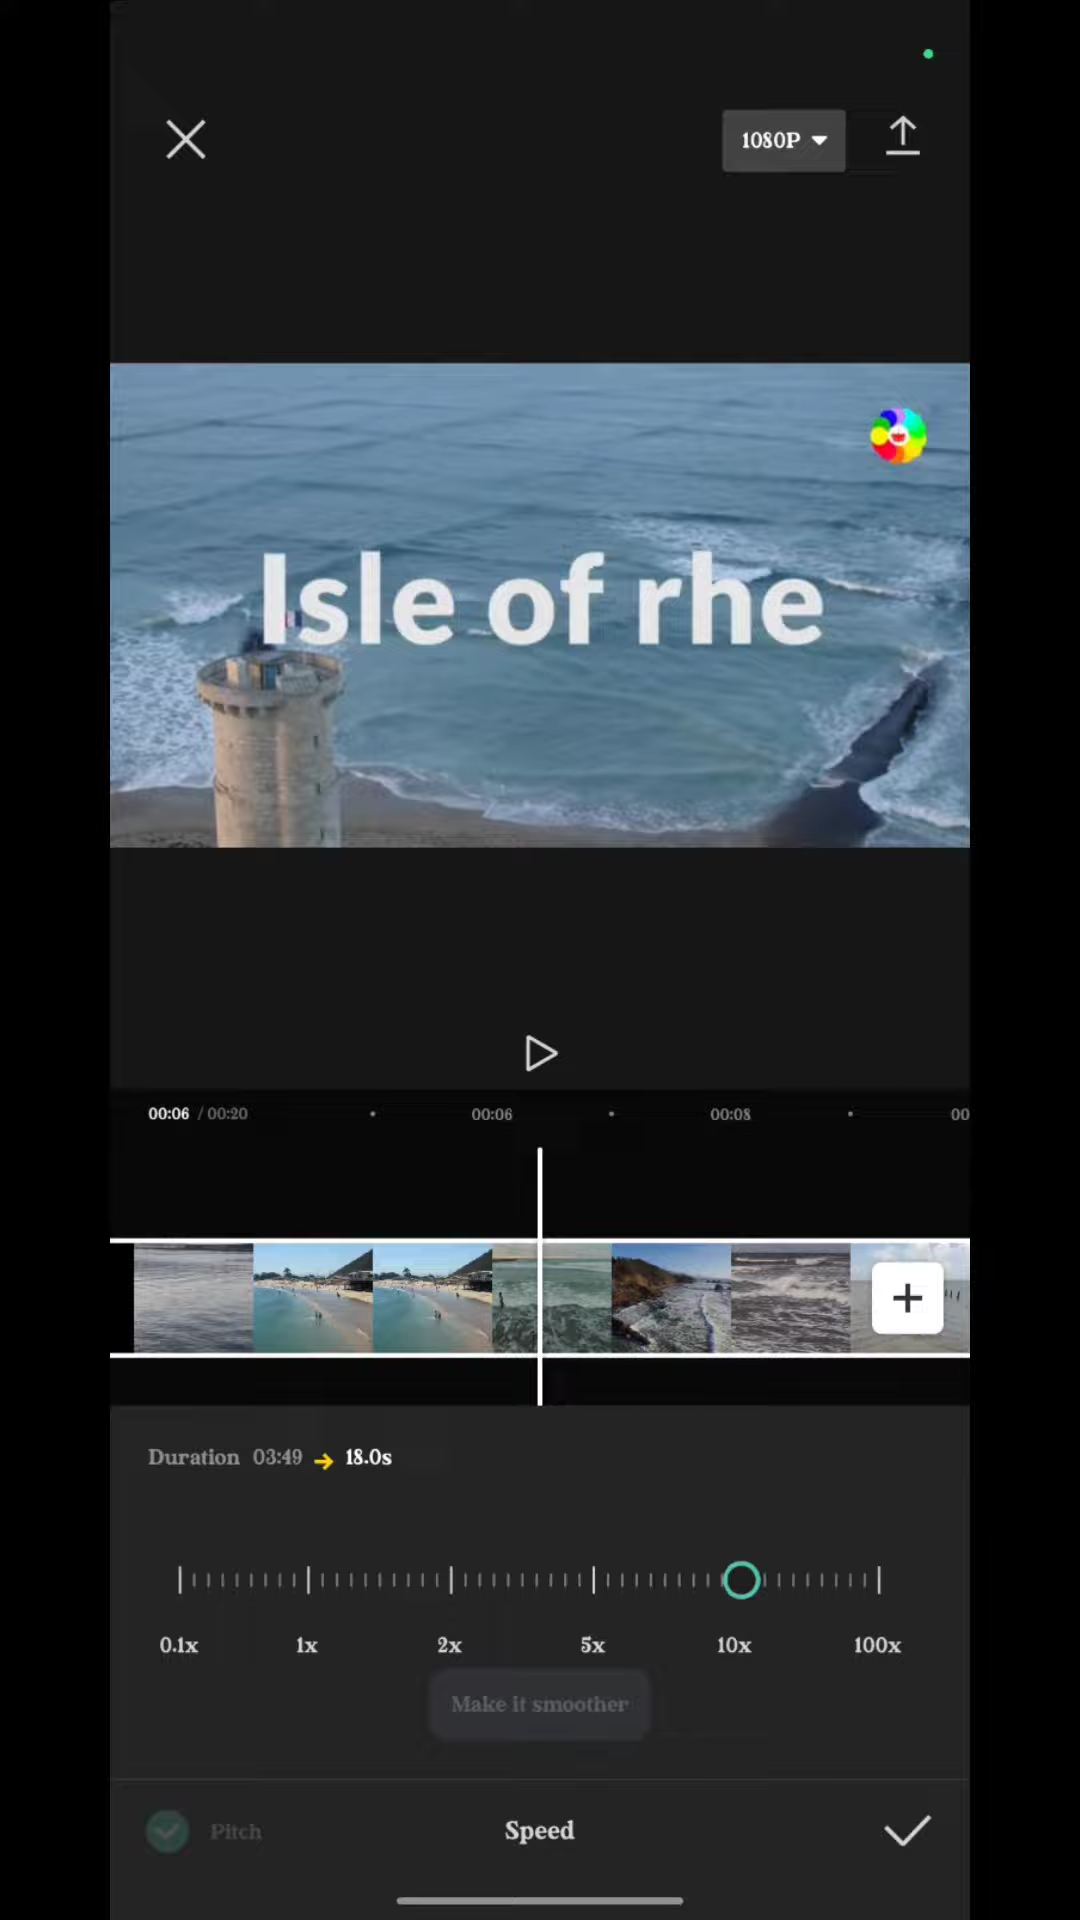 1080P
Isle of rhe
00:06 / 00:20
00:06
00:08
00
Duration 03:49 → 18.0s
0.1x 1x 2x 5x 10x 100x
Make it smoother
Pitch
Speed